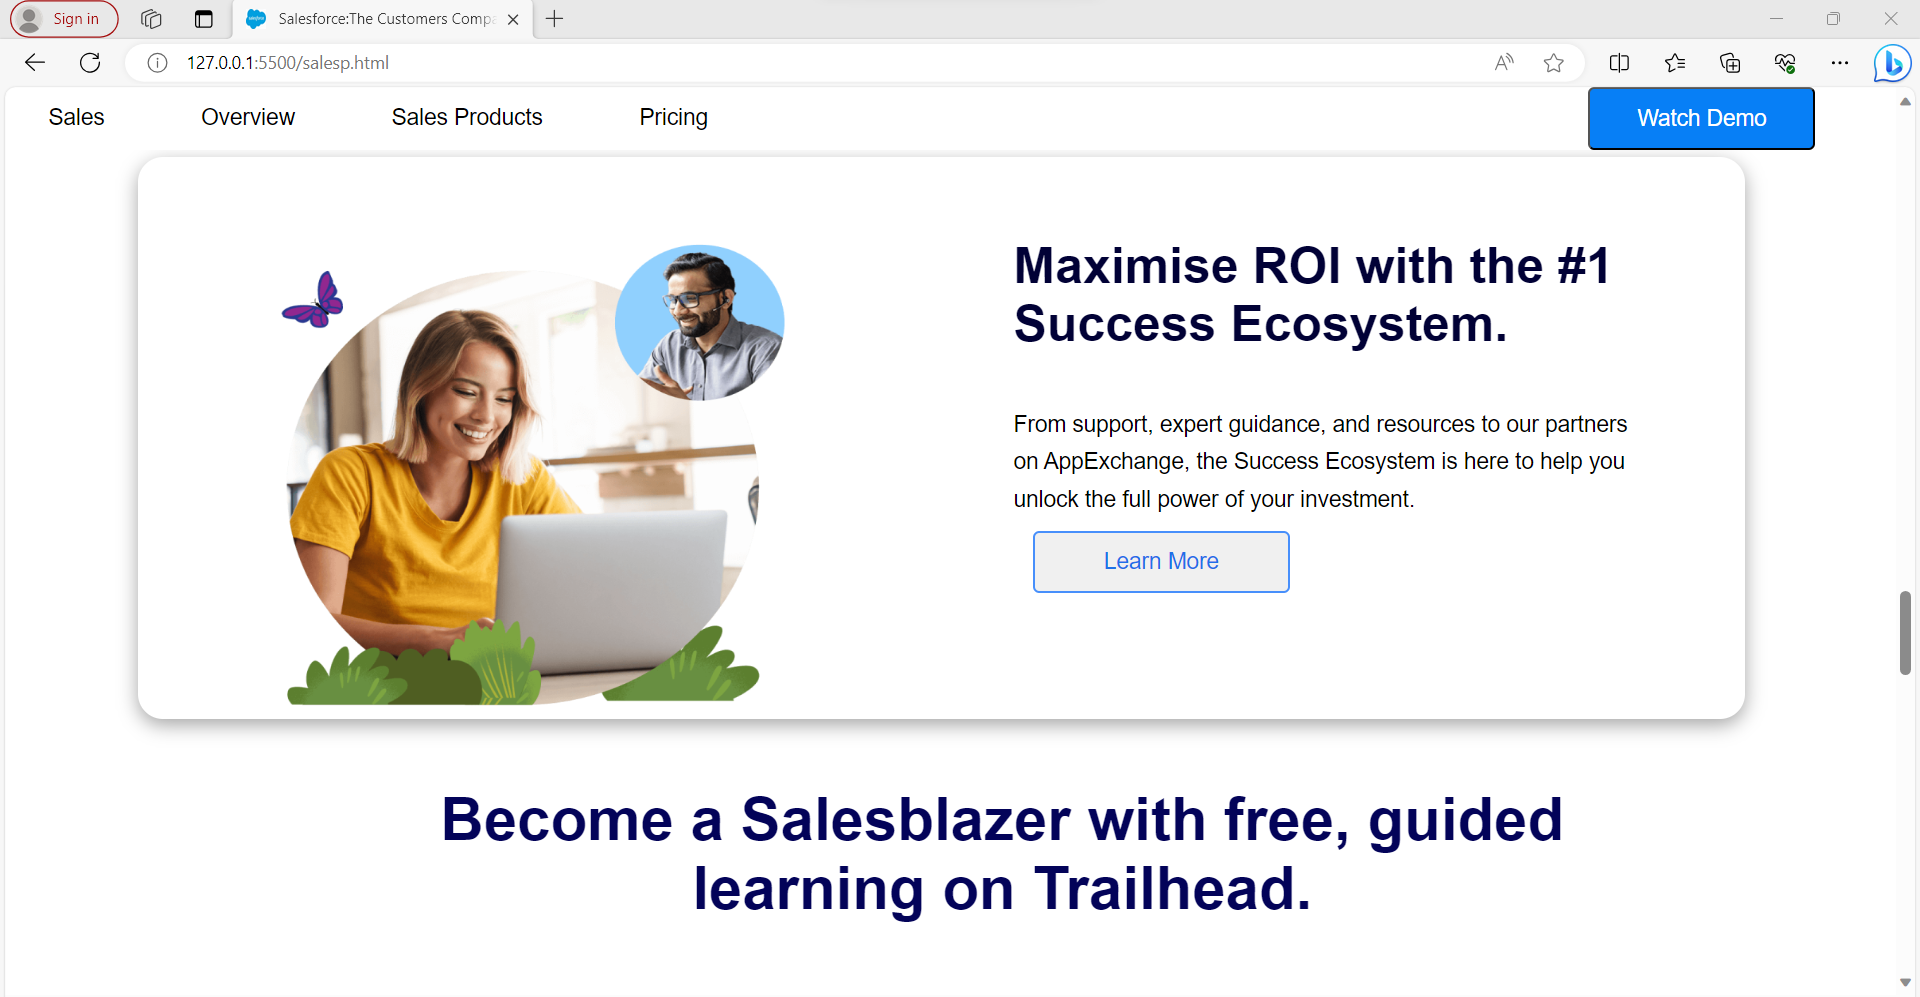 Sign in
Salesforce:The Customers Compa
127.0.0.1:5500/salesp.html
Sales Overview Sales Products Pricing Watch Demo
Maximise ROI with the #1
Success Ecosystem.
From support, expert guidance, and resources to our partners
on AppExchange, the Success Ecosystem is here to help you
unlock the full power of your investment.
Learn More
Become a Salesblazer with free, guided
learning on Trailhead.